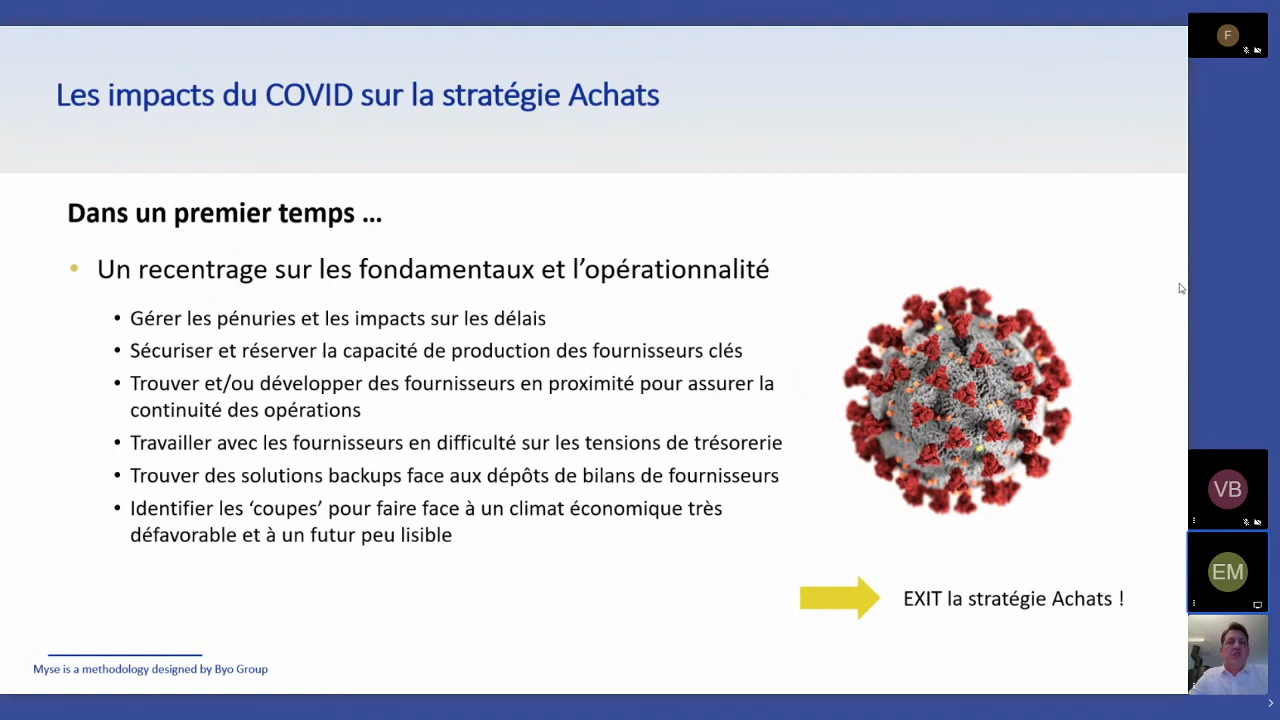 Les impacts du COVID sur la stratégie Achats
F
Dans un premier temps ...
• Un recentrage sur les fondamentaux et l'opérationnalité
• Gérer les pénuries et les impacts sur les délais
• Sécuriser et réserver la capacité de production des fournisseurs clés
• Trouver et/ou développer des fournisseurs en proximité pour assurer la
continuité des opérations
• Travailler avec les fournisseurs en difficulté sur les tensions de trésorerie
• Trouver des solutions backups face aux dépôts de bilans de fournisseurs
• Identifier les ‘coupes’ pour faire face à un climat économique très
défavorable et à un futur peu lisible
VB
EM
EXIT la stratégie Achats !
Myse is a methodology designed by Byo Group